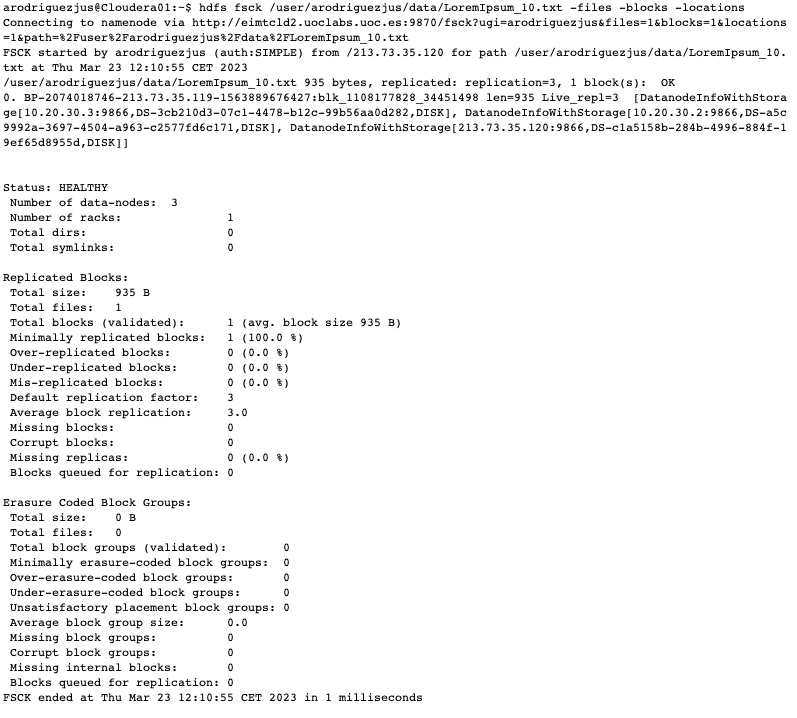 arodriguezjus@Cloudera01:~$ hdfs fsck /user/arodriguezjus/data/LoremIpsum_10.txt -files -blocks -locations
Connecting to namenode via http://eimtcld2.uoclabs.uoc.es:9870/fsck?ugi=arodriguezjus&files=1&blocks=1&locations
=1&path=%2Fuser%2Farodriguezjus%2Fdata%2FLoremIpsum_10.txt
FSCK started by arodriguezjus (auth:SIMPLE) from /213.73.35.120 for path /user/arodriguezjus/data/LoremIpsum_10.
txt at Thu Mar 23 12:10:55 CET 2023
/user/arodriguezjus/data/LoremIpsum_10.txt 935 bytes, replicated: replication=3, 1 block(s):  OK
0. BP-2074018746-213.73.35.119-1563889676427:blk_1108177828_34451498 len=935 Live_repl=3  [DatanodeInfoWithStora
ge[10.20.30.3:9866,DS-3cb210d3-07c1-4478-b12c-99b56aa0d282,DISK], DatanodeInfoWithStorage[10.20.30.2:9866,DS-a5c
9992a-3697-4504-a963-c2577fd6c171,DISK], DatanodeInfoWithStorage[213.73.35.120:9866,DS-c1a5158b-284b-4996-884f-1
9ef65d8955d,DISK]]
Status: HEALTHY
Number of data-nodes: 3
Number of racks: 1
Total dirs: 0
Total symlinks: 0
Replicated Blocks:
Total size: 935 B
Total files: 1
Total blocks (validated): 1 (avg. block size 935 B)
Minimally replicated blocks: 1 (100.0 %)
Over-replicated blocks: 0 (0.0 %)
Under-replicated blocks: 0 (0.0 %)
Mis-replicated blocks: 0 (0.0 %)
Default replication factor: 3
Average block replication: 3.0
Missing blocks: 0
Corrupt blocks: 0
Missing replicas: 0 (0.0 %)
Blocks queued for replication: 0
Erasure Coded Block Groups:
Total size: 0 B
Total files: 0
Total block groups (validated): 0
Minimally erasure-coded block groups: 0
Over-erasure-coded block groups: 0
Under-erasure-coded block groups: 0
Unsatisfactory placement block groups: 0
Average block group size: 0.0
Missing block groups: 0
Corrupt block groups: 0
Missing internal blocks: 0
Blocks queued for replication: 0
FSCK ended at Thu Mar 23 12:10:55 CET 2023 in 1 milliseconds